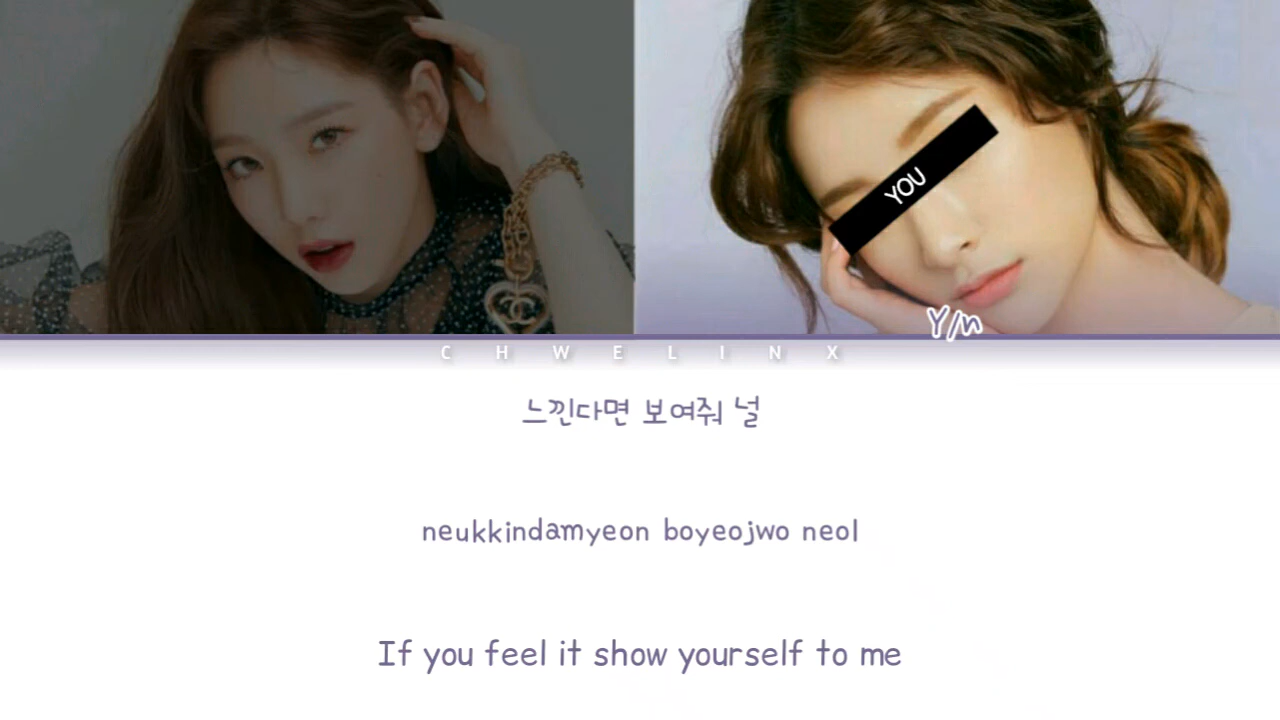 YOU
Y/n
CHWELINX
느낀다면 보여줘 널
neukkindamyeon boyeojwo neol
If you feel it show yourself to me